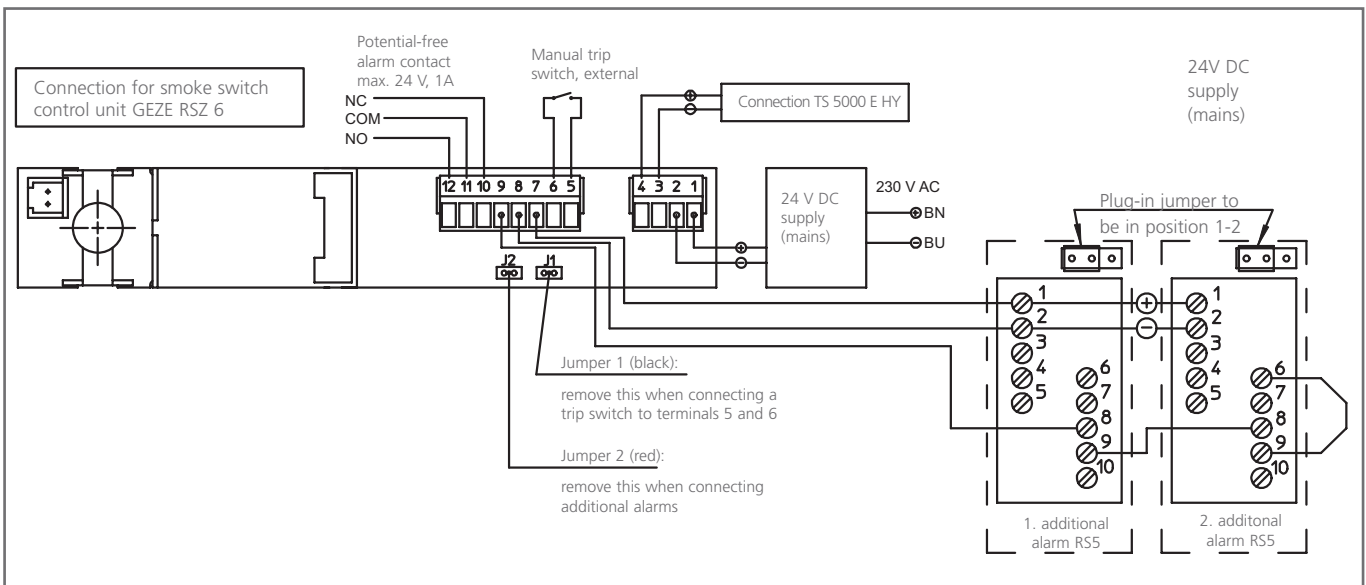 Connection for smoke switch
control unit GEZE RSZ 6
Potential-free
alarm contact
max. 24 V, 1A
NC
COM
NO
Manual trip
switch, external
Connection TS 5000 E HY
24V DC
supply
(mains)
12 11 10 9 8 7 6 5
4 3 2 1
J2
J1
24 V DC
supply
(mains)
230 V AC
BN
BU
Plug-in jumper to
be in position 1-2
Jumper 1 (black):
remove this when connecting a
trip switch to terminals 5 and 6
Jumper 2 (red):
remove this when connecting
additional alarms
1
2
3
4
5
6
7
8
9
10
1. additional
alarm RS5
1
2
3
4
5
6
7
8
9
10
2. additonal
alarm RS5